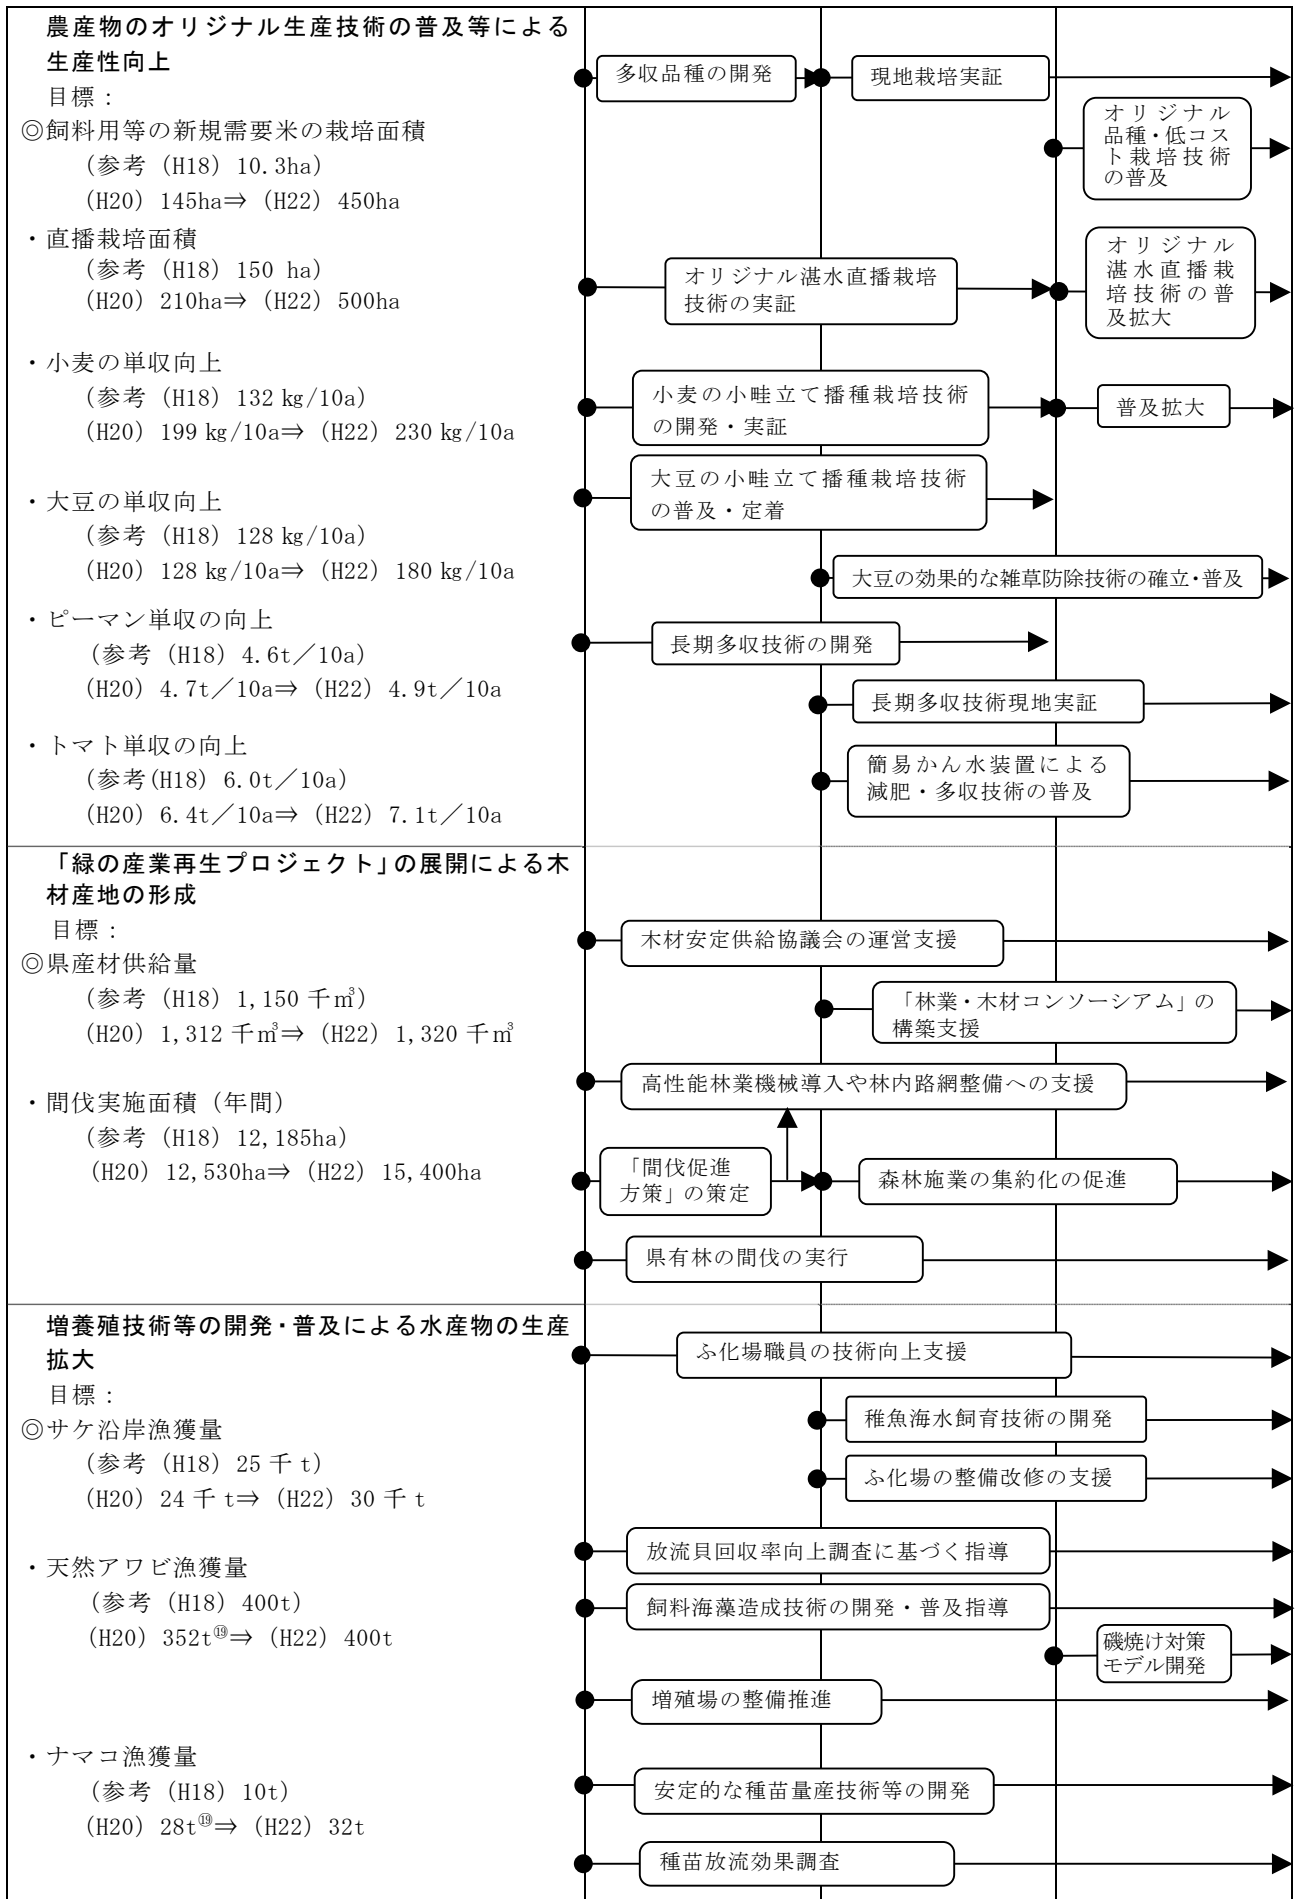 農産物のオリジナル生産技術の普及等による
生産性向上
目標：
◎飼料用等の新規需要米の栽培面積
（参考（H18）10.3ha）
（H20）145ha⇒（H22）450ha
・直播栽培面積
（参考（H18）150 ha）
（H20）210ha⇒（H22）500ha
・小麦の単収向上
（参考（H18）132 ㎏/10a）
（H20）199 ㎏/10a⇒（H22）230 ㎏/10a
・大豆の単収向上
（参考（H18）128 ㎏/10a）
（H20）128 ㎏/10a⇒（H22）180 ㎏/10a
・ピーマン単収の向上
（参考（H18）4.6t／10a）
（H20）4.7t／10a⇒（H22）4.9t／10a
・トマト単収の向上
（参考(H18）6.0t／10a）
（H20）6.4t／10a⇒（H22）7.1t／10a
多収品種の開発
現地栽培実証
オリジナル
品種・低コス
ト栽培技術
の普及
オリジナル湛水直播栽培
技術の実証
オリジナル
湛水直播栽
培技術の普
及拡大
小麦の小畦立て播種栽培技術
の開発・実証
普及拡大
大豆の小畦立て播種栽培技術
の普及・定着
大豆の効果的な雑草防除技術の確立・普及
長期多収技術の開発
長期多収技術現地実証
簡易かん水装置による
減肥・多収技術の普及
「緑の産業再生プロジェクト」の展開による木
材産地の形成
目標：
◎県産材供給量
（参考（H18）1,150 千㎥）
（H20）1,312 千㎥⇒（H22）1,320 千㎥
・間伐実施面積（年間）
（参考（H18）12,185ha）
（H20）12,530ha⇒（H22）15,400ha
木材安定供給協議会の運営支援
「林業・木材コンソーシアム」の
構築支援
高性能林業機械導入や林内路網整備への支援
「間伐促進
方策」の策定
森林施業の集約化の促進
県有林の間伐の実行
増養殖技術等の開発・普及による水産物の生産
拡大
目標：
◎サケ沿岸漁獲量
（参考（H18）25 千 t）
（H20）24 千 t⇒（H22）30 千 t
・天然アワビ漁獲量
（参考（H18）400t）
（H20）352t⑲⇒（H22）400t
・ナマコ漁獲量
（参考（H18）10t）
（H20）28t⑲⇒（H22）32t
ふ化場職員の技術向上支援
稚魚海水飼育技術の開発
ふ化場の整備改修の支援
放流貝回収率向上調査に基づく指導
飼料海藻造成技術の開発・普及指導
磯焼け対策
モデル開発
増殖場の整備推進
安定的な種苗量産技術等の開発
種苗放流効果調査